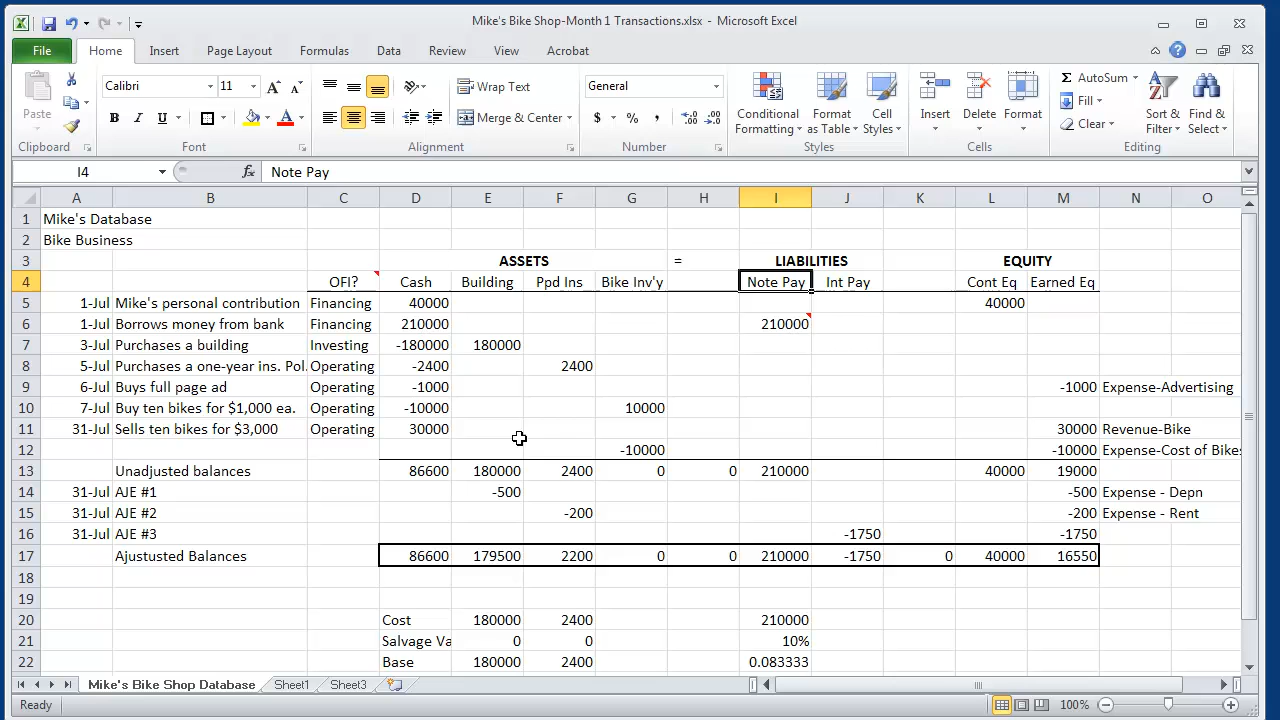 Mike's Bike Shop-Month 1 Transactions.xlsx - Microsoft Excel
File Home Insert Page Layout Formulas Data Review View Acrobat
Paste
Clipboard
Calibri 11
B I U A
Font
Wrap Text
Merge & Center
Alignment
General
$ % ,
Number
Conditional Formatting
Format as Table
Cell Styles
Styles
Insert Delete Format
Cells
AutoSum
Fill
Clear
Sort & Filter
Find & Select
Editing
I4 fx Note Pay
A B C D E F G H I J K L M N O
1 Mike's Database
2 Bike Business
3 ASSETS = LIABILITIES EQUITY
4 OFI? Cash Building Ppd Ins Bike Inv'y Note Pay Int Pay Cont Eq Earned Eq
5 1-Jul Mike's personal contribution Financing 40000 40000
6 1-Jul Borrows money from bank Financing 210000 210000
7 3-Jul Purchases a building Investing -180000 180000
8 5-Jul Purchases a one-year ins. Pol. Operating -2400 2400
9 6-Jul Buys full page ad Operating -1000 -1000 Expense-Advertising
10 7-Jul Buy ten bikes for $1,000 ea. Operating -10000 10000
11 31-Jul Sells ten bikes for $3,000 Operating 30000 30000 Revenue-Bike
12 -10000 -10000 Expense-Cost of Bikes
13 Unadjusted balances 86600 180000 2400 0 0 210000 40000 19000
14 31-Jul AJE #1 -500 -500 Expense - Depn
15 31-Jul AJE #2 -200 -200 Expense - Rent
16 31-Jul AJE #3 -1750 -1750
17 Ajustusted Balances 86600 179500 2200 0 0 210000 -1750 0 40000 16550
18
19
20 Cost 180000 2400 210000
21 Salvage Va 0 0 10%
22 Base 180000 2400 0.083333
Mike's Bike Shop Database Sheet1 Sheet3
Ready 100%